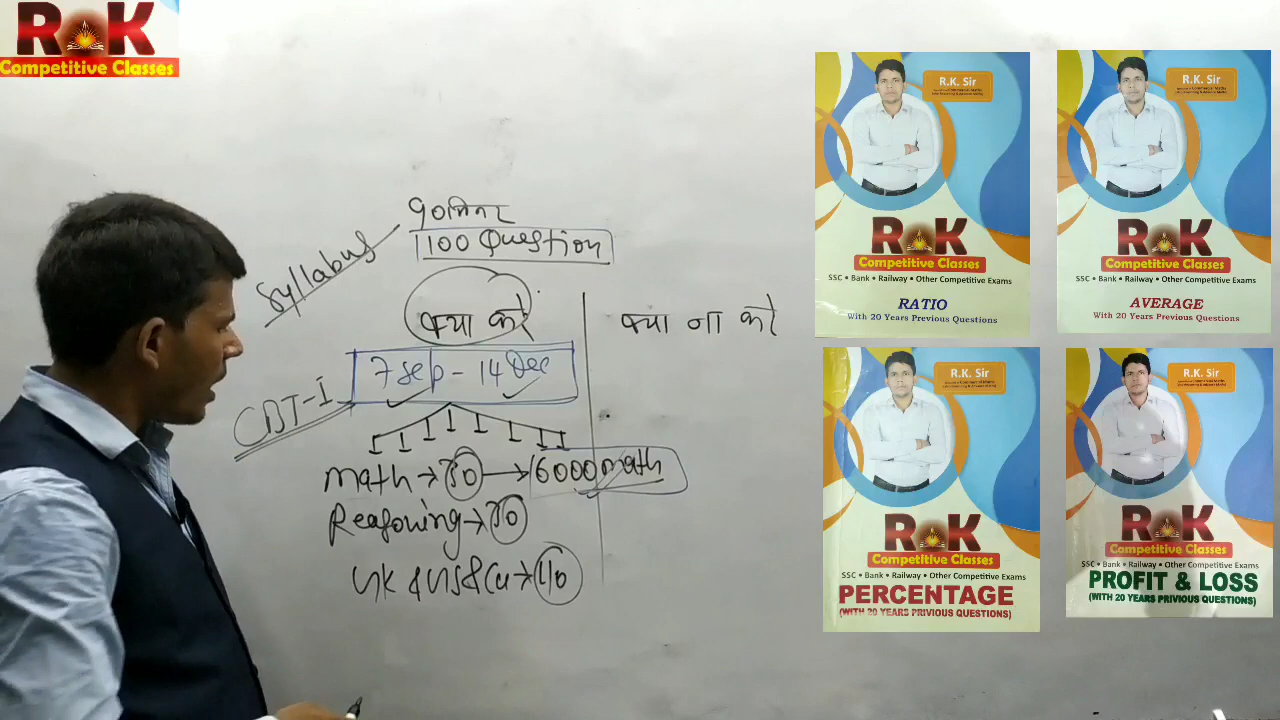 RK
Competitive Classes
Syllabus
90 मिनट
100 Question
क्या करे
क्या ना करे
7 Sep - 14 Dec
CBT-I
math → 30 → 6000 math
Reasoning → 30
GK & GS & CA → 40
R.K. Sir
RK
Competitive Classes
SSC • Bank • Railway • Other Competitive Exams
RATIO
With 20 Years Previous Questions
R.K. Sir
RK
Competitive Classes
SSC • Bank • Railway • Other Competitive Exams
AVERAGE
With 20 Years Previous Questions
R.K. Sir
RK
Competitive Classes
SSC • Bank • Railway • Other Competitive Exams
PERCENTAGE
(WITH 20 YEARS PRIVIOUS QUESTIONS)
R.K. Sir
RK
Competitive Classes
SSC • Bank • Railway • Other Competitive Exams
PROFIT & LOSS
(WITH 20 YEARS PRIVIOUS QUESTIONS)